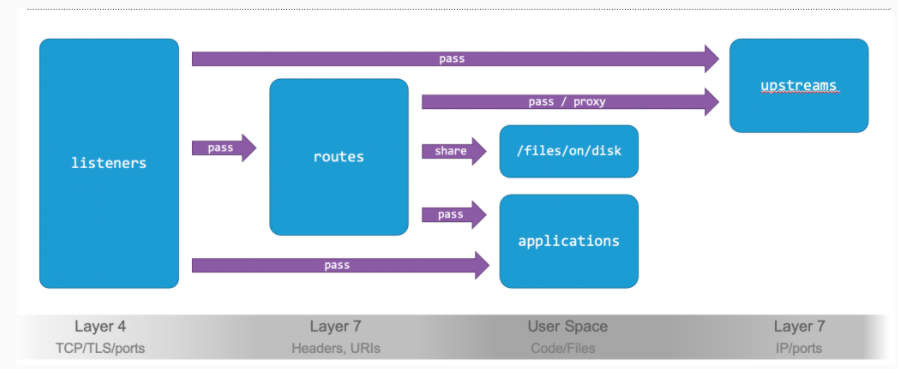 pass
upstreams
pass / proxy
listeners
pass
routes
share
/files/on/disk
pass
applications
pass
Layer 4
Layer 7
User Space
Layer 7
TCP/TLS/ports
Headers, URIs
Code/Files
IP/ports